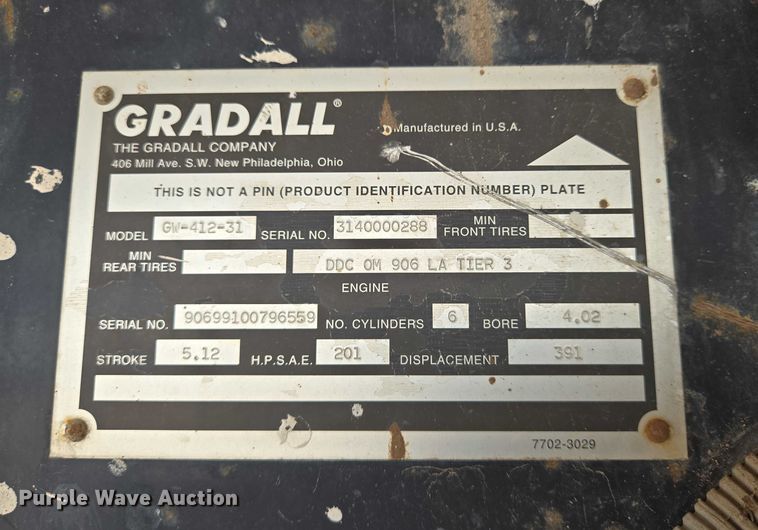 GRADALL®
Manufactured in U.S.A.
THE GRADALL COMPANY
406 Mill Ave. S.W. New Philadelphia, Ohio
THIS IS NOT A PIN (PRODUCT IDENTIFICATION NUMBER) PLATE
MODEL GW-412-31 SERIAL NO. 3140000288 MIN FRONT TIRES
MIN REAR TIRES DDC OM 906 LA TIER 3
ENGINE
SERIAL NO. 90699100796559 NO. CYLINDERS 6 BORE 4.02
STROKE 5.12 H.P.S.A.E. 201 DISPLACEMENT 391
7702-3029
Purple Wave Auction